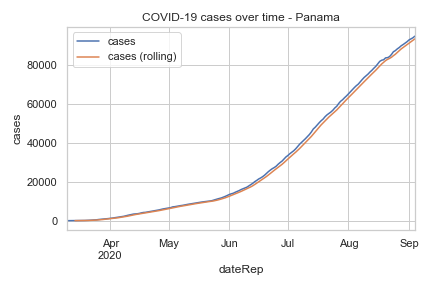 COVID-19 cases over time - Panama
cases
cases (rolling)
cases
80000
60000
40000
20000
0
Apr
2020
May
Jun
Jul
Aug
Sep
dateRep